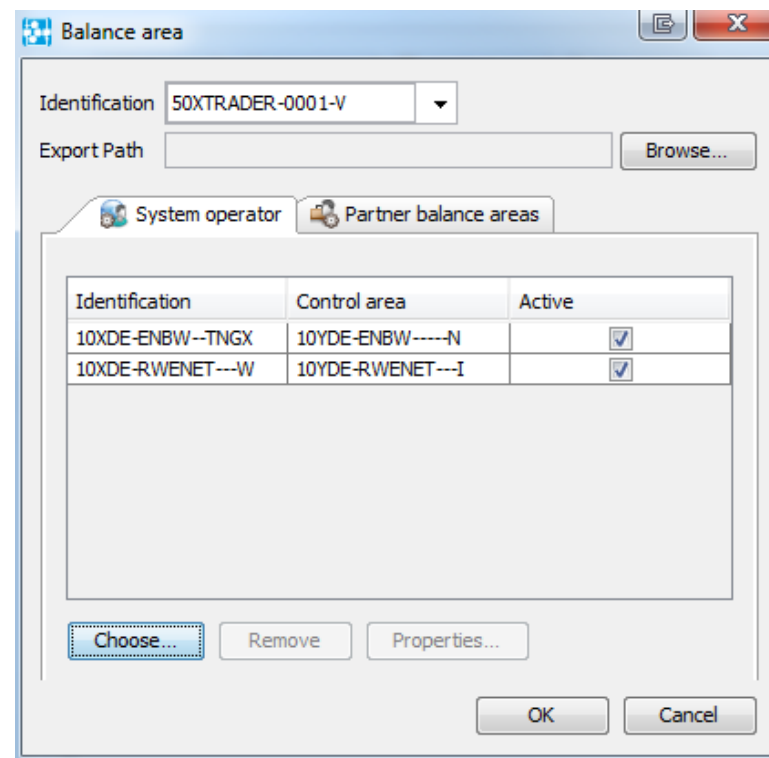 Balance area
Identification 50XTRADER-0001-V
Export Path Browse...
System operator Partner balance areas
Identification Control area Active
10XDE-ENBW--TNGX 10YDE-ENBW-----N
10XDE-RWENET---W 10YDE-RWENET---I
Choose... Remove Properties...
OK Cancel